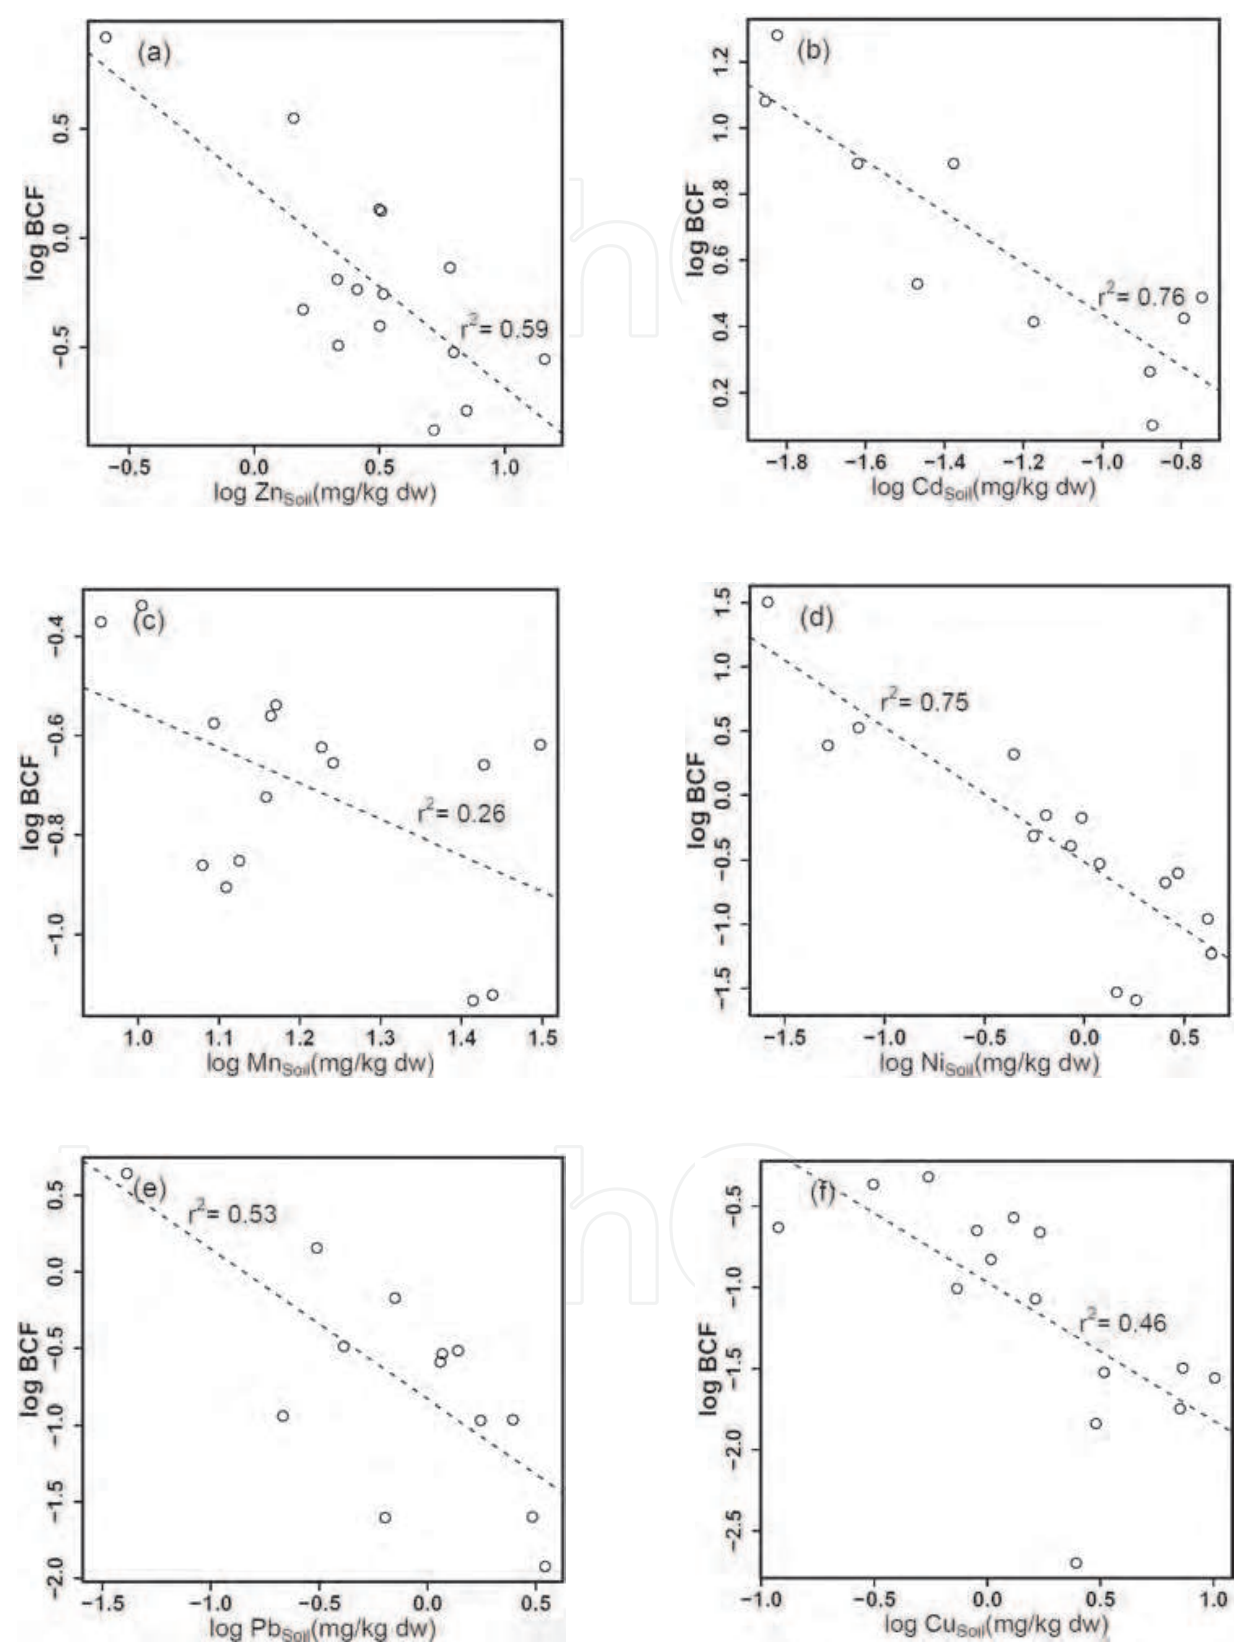 (a)
log BCF
0.5
0.0
−0.5
r²= 0.59
−0.5 0.0 0.5 1.0
log Zn_Soil(mg/kg dw)
(b)
log BCF
1.2
1.0
0.8
0.6
0.4
0.2
r²= 0.76
−1.8 −1.6 −1.4 −1.2 −1.0 −0.8
log Cd_Soil(mg/kg dw)
(c)
log BCF
−0.4
−0.6
−0.8
−1.0
r²= 0.26
1.0 1.1 1.2 1.3 1.4 1.5
log Mn_Soil(mg/kg dw)
(d)
log BCF
1.5
1.0
0.5
0.0
−0.5
−1.0
−1.5
r²= 0.75
−1.5 −1.0 −0.5 0.0 0.5
log Ni_Soil(mg/kg dw)
(e)
log BCF
0.5
0.0
−0.5
−1.0
−1.5
−2.0
r²= 0.53
−1.5 −1.0 −0.5 0.0 0.5
log Pb_Soil(mg/kg dw)
(f)
log BCF
−0.5
−1.0
−1.5
−2.0
−2.5
r²= 0.46
−1.0 −0.5 0.0 0.5 1.0
log Cu_Soil(mg/kg dw)